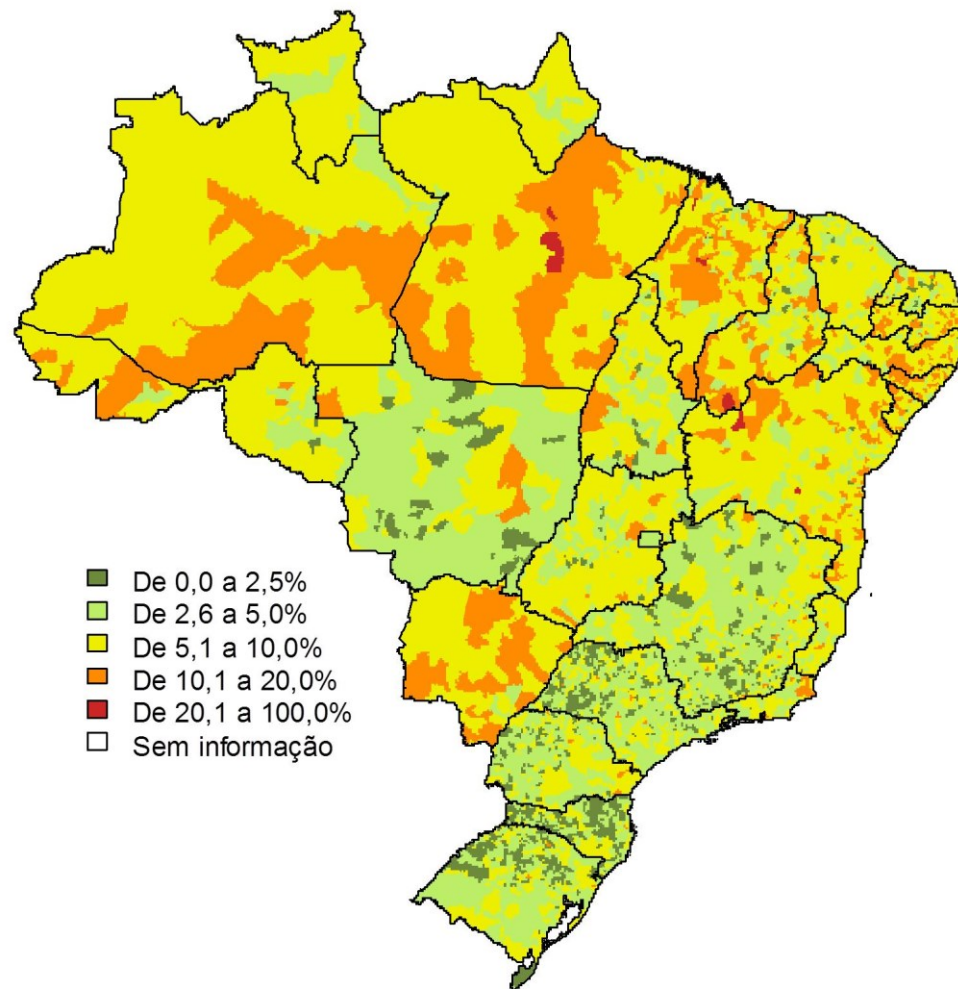 De 0,0 a 2,5%
De 2,6 a 5,0%
De 5,1 a 10,0%
De 10,1 a 20,0%
De 20,1 a 100,0%
Sem informação